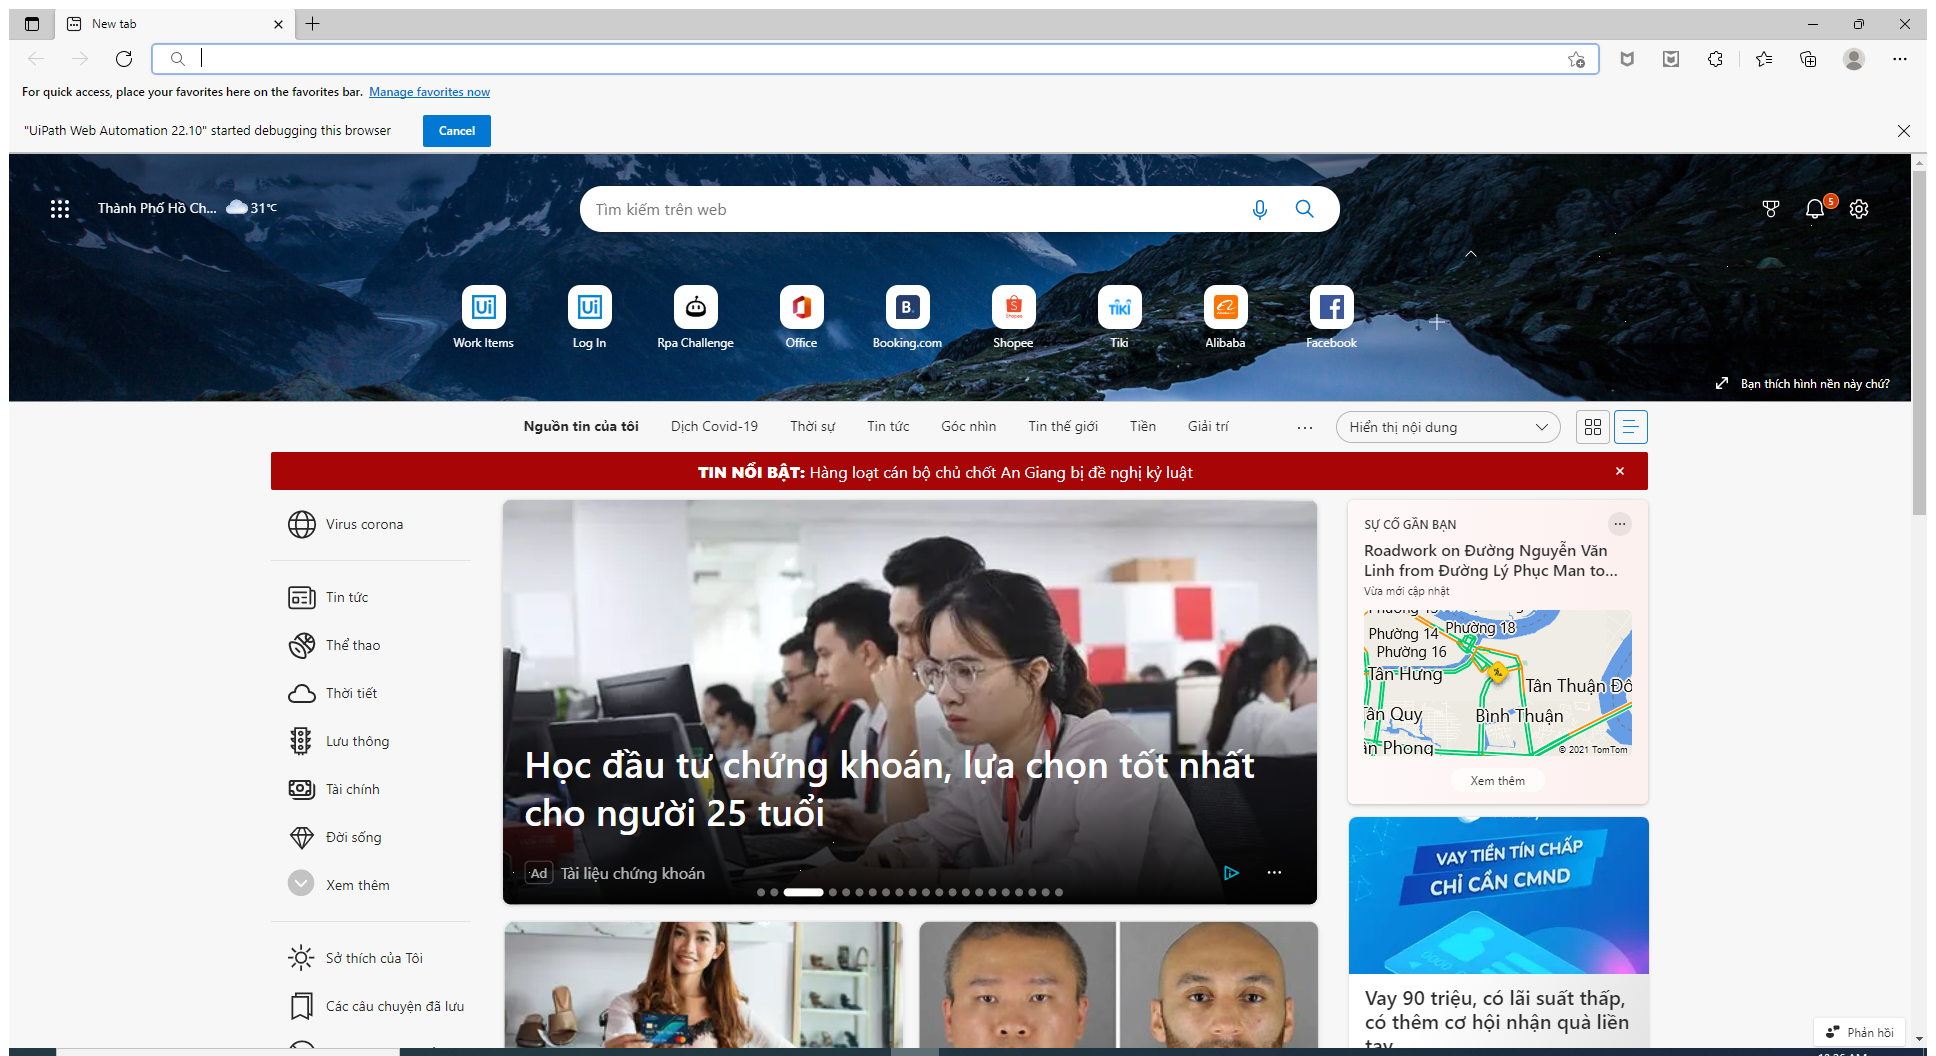 New tab
For quick access, place your favorites here on the favorites bar. Manage favorites now
"UiPath Web Automation 22.10" started debugging this browser
Cancel
Thành Phố Hồ Ch...
31°C
Tìm kiếm trên web
5
Ui
Ui
B.
Shopee
TIKI
Work Items
Log In
Rpa Challenge
Office
Booking.com
Shopee
Tiki
Alibaba
Facebook
Bạn thích hình nền này chứ?
Nguồn tin của tôi
Dịch Covid-19
Thời sự
Tin tức
Góc nhìn
Tin thế giới
Tiền
Giải trí
Hiển thị nội dung
TIN NỔI BẬT: Hàng loạt cán bộ chủ chốt An Giang bị đề nghị kỷ luật
Virus corona
Tin tức
Thể thao
Thời tiết
Lưu thông
Tài chính
Đời sống
Xem thêm
Sở thích của Tôi
Các câu chuyện đã lưu
Học đầu tư chứng khoán, lựa chọn tốt nhất
cho người 25 tuổi
Ad Tài liệu chứng khoán
SỰ CỐ GẦN BẠN
Roadwork on Đường Nguyễn Văn
Linh from Đường Lý Phục Man to...
Vừa mới cập nhật
Phường 14
Phường 18
Phường 16
Tân Hưng
Tân Thuận Đô
ân Quy
Bình Thuận
Phong
© 2021 TomTom
Xem thêm
VAY TIỀN TÍN CHẤP
CHỈ CẦN CMND
Vay 90 triệu, có lãi suất thấp,
có thêm cơ hội nhận quà liền
tay
Phản hồi